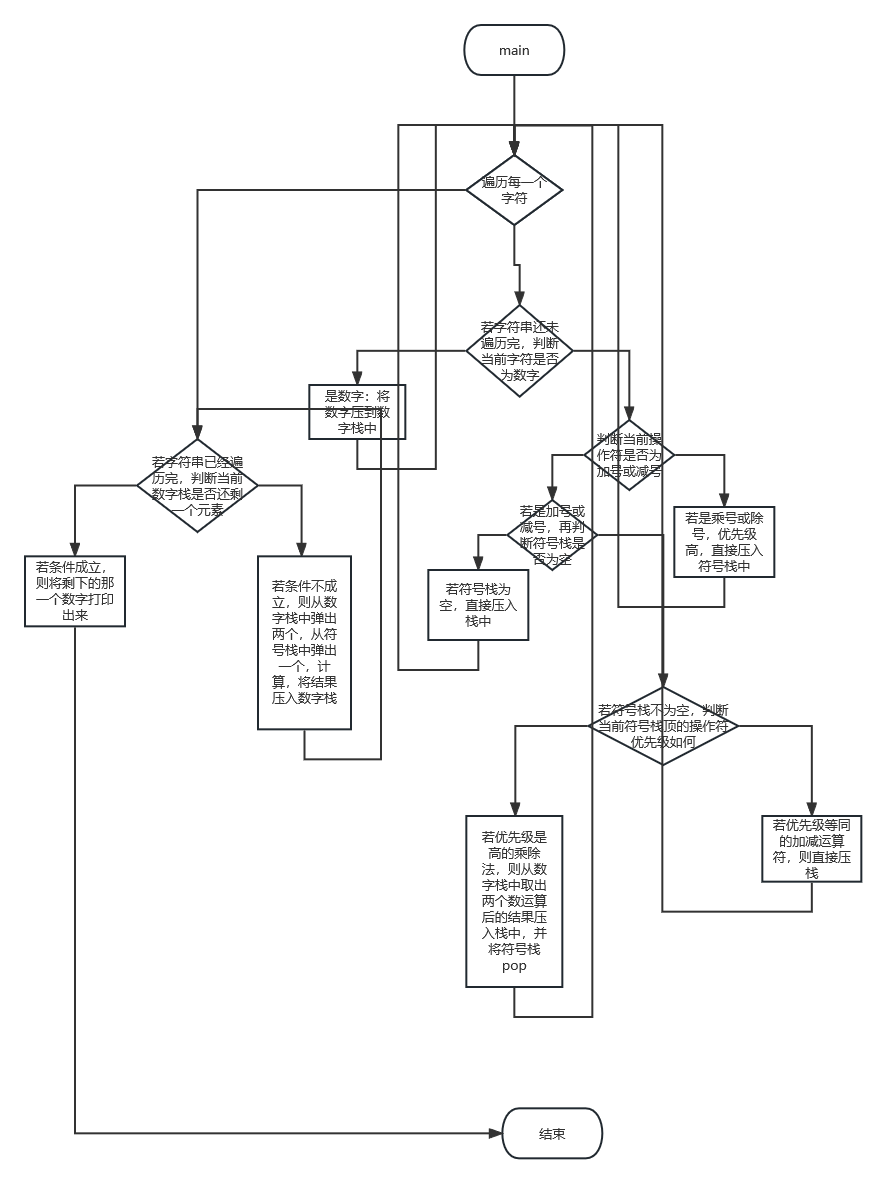 main
遍历每一个
字符
若字符串还未
遍历完，判断
当前字符是否
为数字
是数字：将
数字压到数
字栈中
判断当前操
作符是否为
加号或减号
若字符串已经遍
历完，判断当前
数字栈是否还剩
一个元素
若是加号或
减号，再判
断符号栈是
否为空
若是乘号或除
号，优先级
高，直接压入
符号栈中
若条件成立，
则将剩下的那
一个数字打印
出来
若条件不成
立，则从数
字栈中弹出
两个，从符
号栈中弹出
一个，计
算，将结果
压入数字栈
若符号栈为
空，直接压入
栈中
若符号栈不为空，判断
当前符号栈顶的操作符
优先级如何
若优先级是
高的乘除
法，则从数
字栈中取出
两个数运算
后的结果压
入栈中，并
将符号栈
pop
若优先级等同
的加减运算
符，则直接压
栈
结束